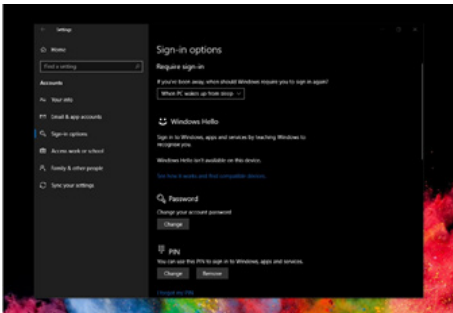 Settings
Home
Find a setting
Accounts
Your info
Email & app accounts
Sign-in options
Access work or school
Family & other people
Sync your settings
Sign-in options
Require sign-in
If you've been away, when should Windows require you to sign in again?
When PC wakes up from sleep
Windows Hello
Sign in to Windows, apps and services by teaching Windows to
recognize you.
Windows Hello isn't available on this device.
See how it works and find compatible devices.
Password
Change your account password
Change
PIN
You can use this PIN to sign in to Windows, apps and services.
Change Remove
I forgot my PIN